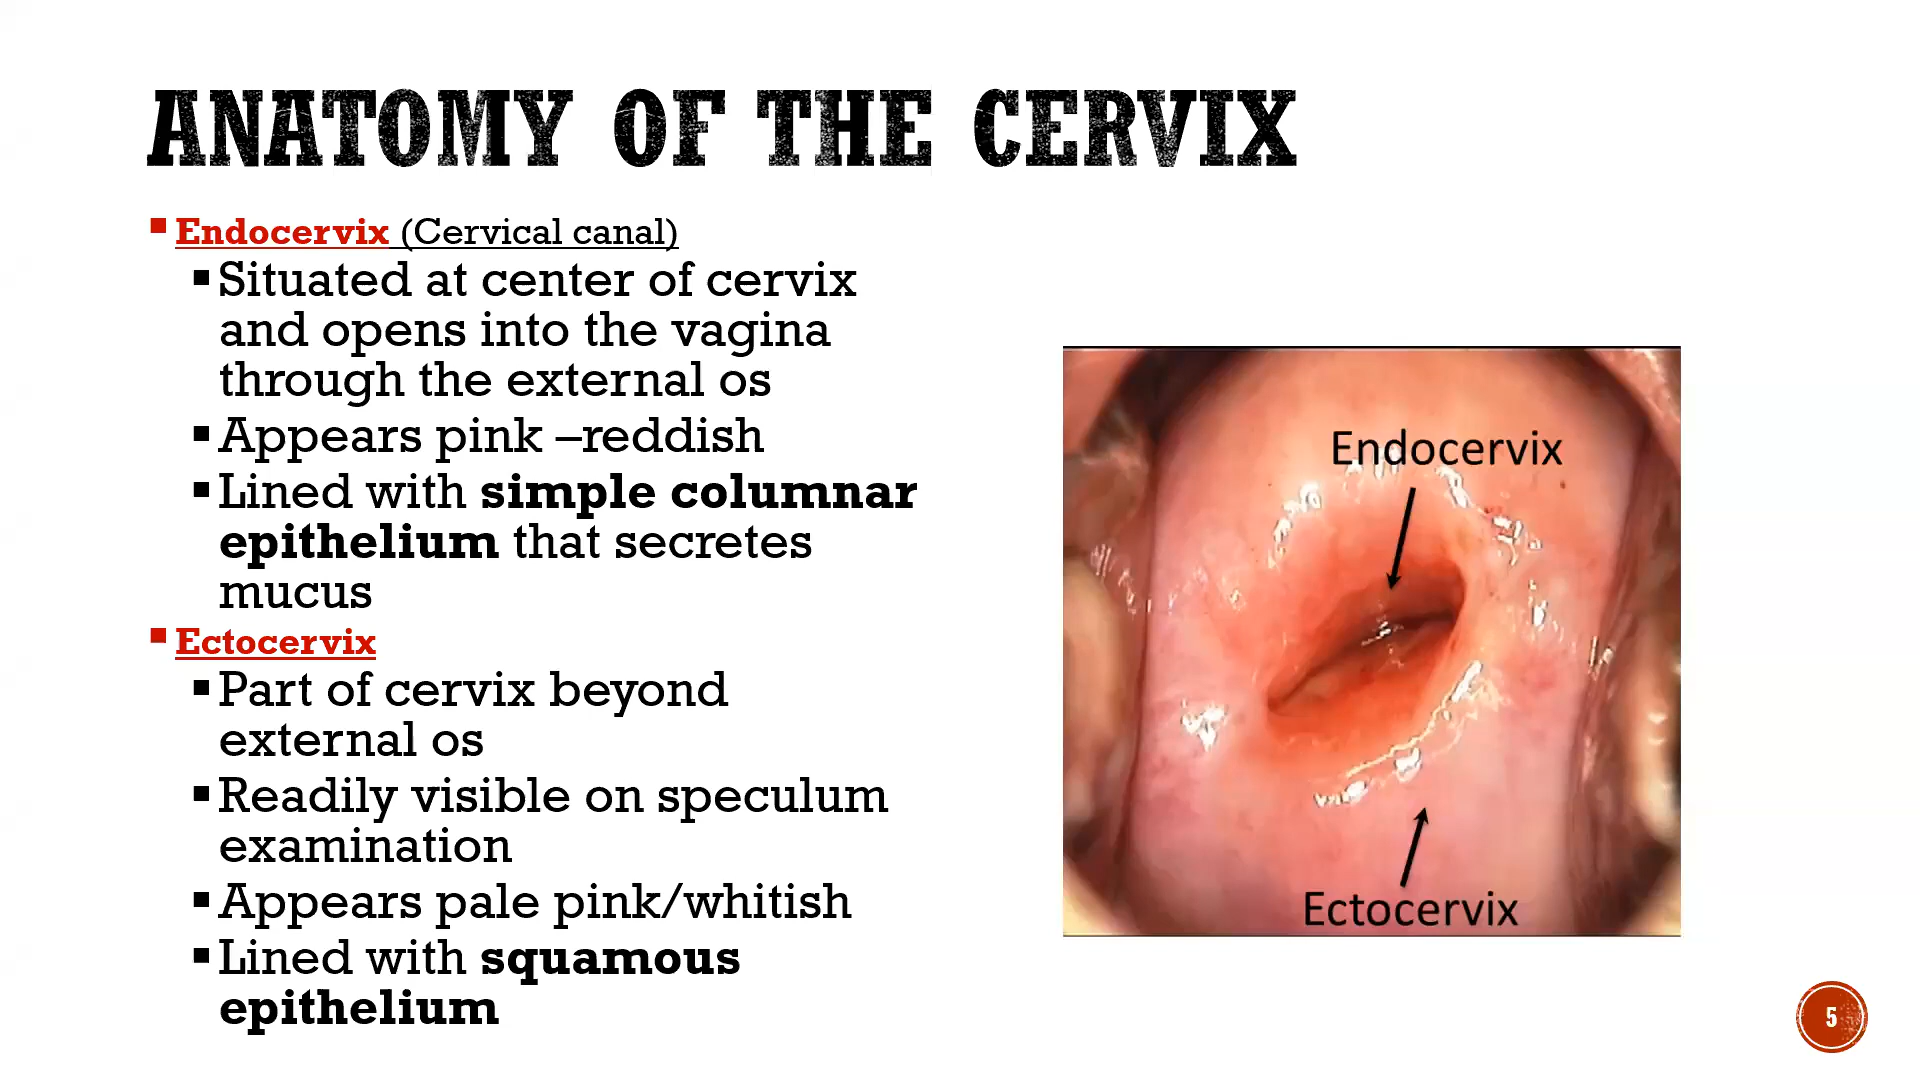 ANATOMY OF THE CERVIX
Endocervix (Cervical canal)
Situated at center of cervix
and opens into the vagina
through the external os
Appears pink –reddish
Lined with simple columnar
epithelium that secretes
mucus
Ectocervix
Part of cervix beyond
external os
Readily visible on speculum
examination
Appears pale pink/whitish
Lined with squamous
epithelium
Endocervix
Ectocervix
5